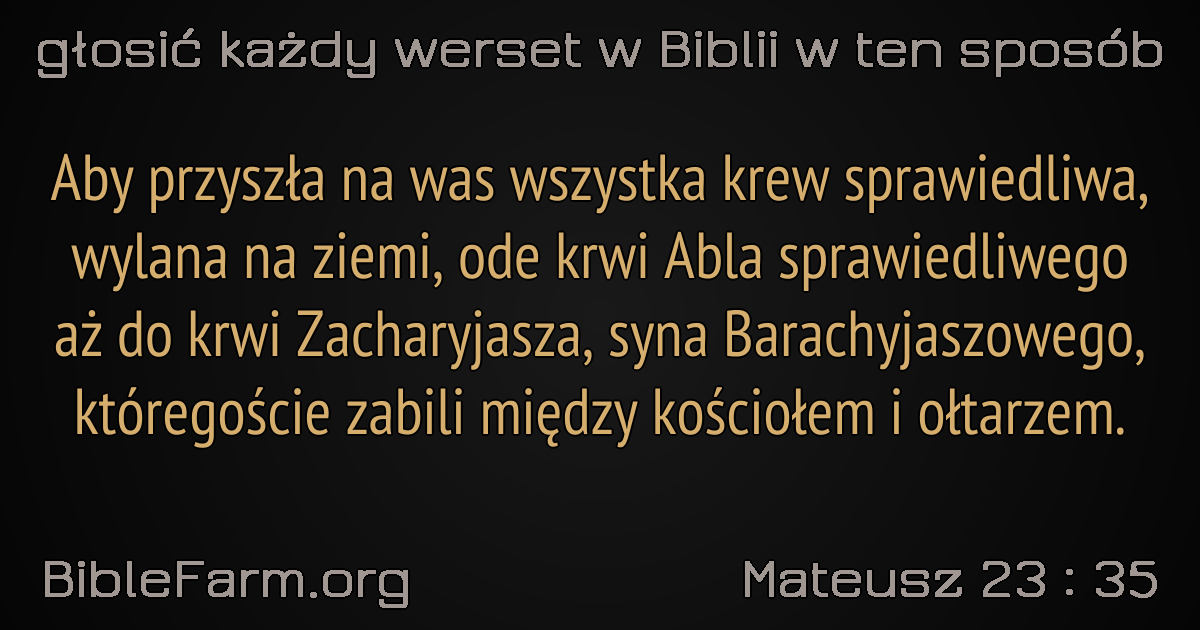 głosić każdy werset w Biblii w ten sposób
Aby przyszła na was wszystka krew sprawiedliwa,
wylana na ziemi, ode krwi Abla sprawiedliwego
aż do krwi Zacharyjasza, syna Barachyjaszowego,
któregoście zabili między kościołem i ołtarzem.
BibleFarm.org
Mateusz 23 : 35